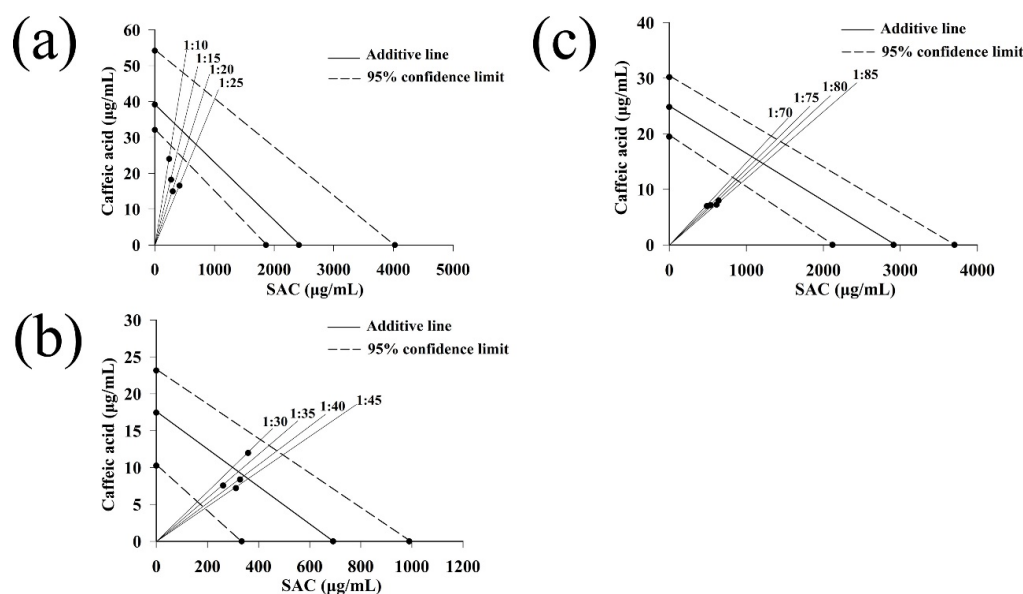 (a)
60
50
40
30
20
10
0
Caffeic acid (µg/mL)
1:10
1:15
1:20
1:25
Additive line
95% confidence limit
0 1000 2000 3000 4000 5000
SAC (µg/mL)
(c)
40
30
20
10
0
Caffeic acid (µg/mL)
Additive line
95% confidence limit
1:85
1:80
1:75
1:70
0 1000 2000 3000 4000
SAC (µg/mL)
(b)
30
25
20
15
10
5
0
Caffeic acid (µg/mL)
Additive line
95% confidence limit
1:30
1:35
1:40
1:45
0 200 400 600 800 1000 1200
SAC (µg/mL)